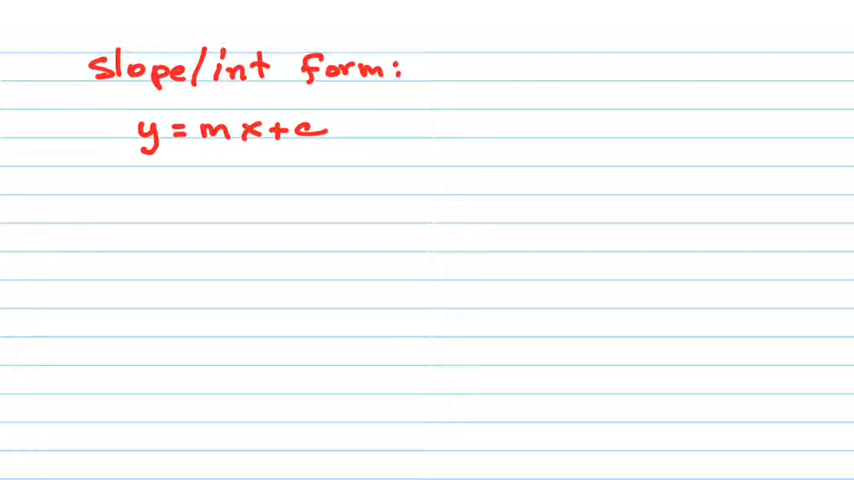 slope/int form:
y = mx + c